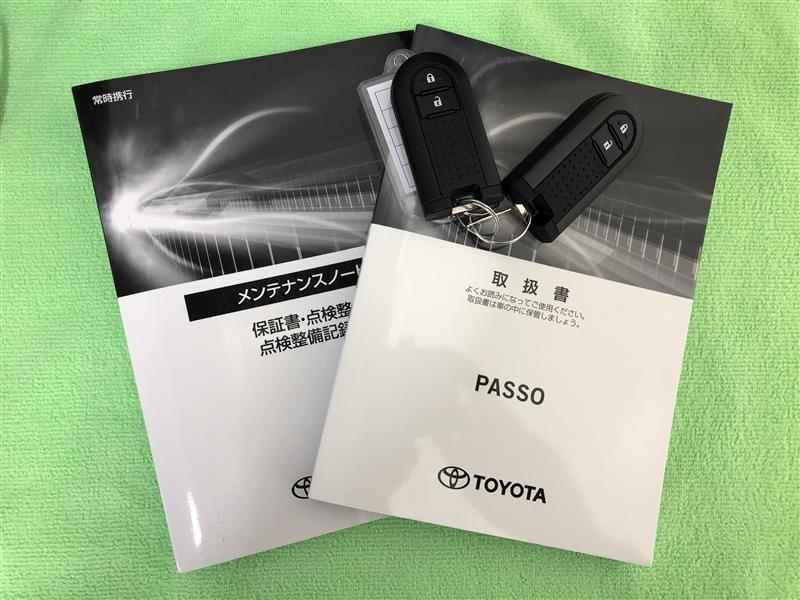 常時携行
メンテナンスノート
保証書・点検整
点検整備記録
取扱書
よくお読みになってご使用ください。
取扱書は車の中に保管しましょう。
PASSO
TOYOTA